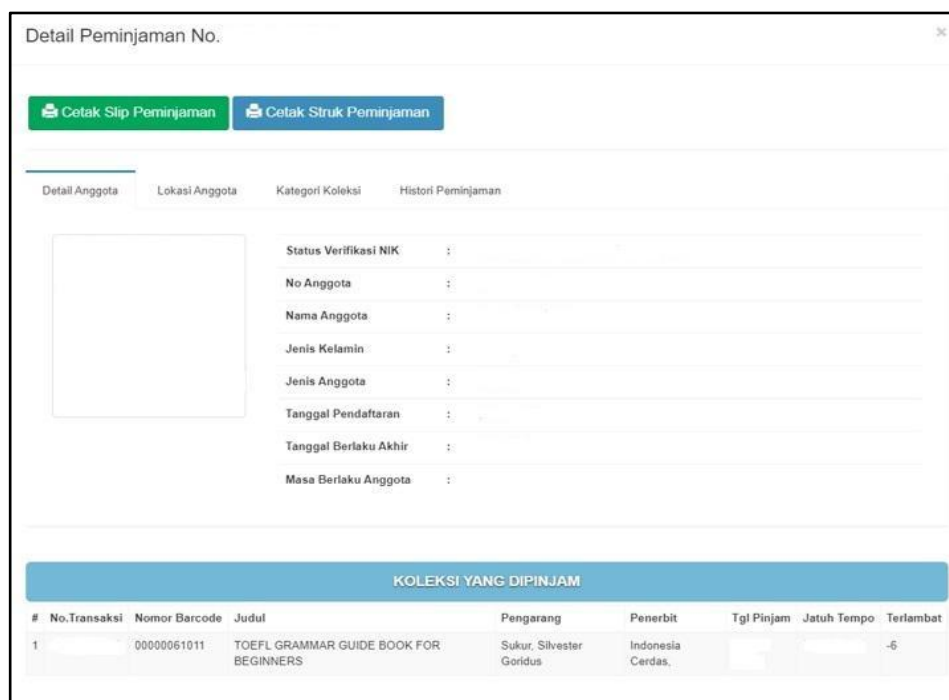 Detail Peminjaman No.
×
Cetak Slip Peminjaman
Cetak Struk Peminjaman
Detail Anggota
Lokasi Anggota
Kategori Koleksi
Histori Peminjaman
Status Verifikasi NIK :
No Anggota :
Nama Anggota :
Jenis Kelamin :
Jenis Anggota :
Tanggal Pendaftaran :
Tanggal Berlaku Akhir :
Masa Berlaku Anggota :
KOLEKSI YANG DIPINJAM
# No.Transaksi Nomor Barcode Judul Pengarang Penerbit Tgl Pinjam Jatuh Tempo Terlambat
1 00000061011 TOEFL GRAMMAR GUIDE BOOK FOR Sukur, Silvester Indonesia -6
BEGINNERS Goridus Cerdas,